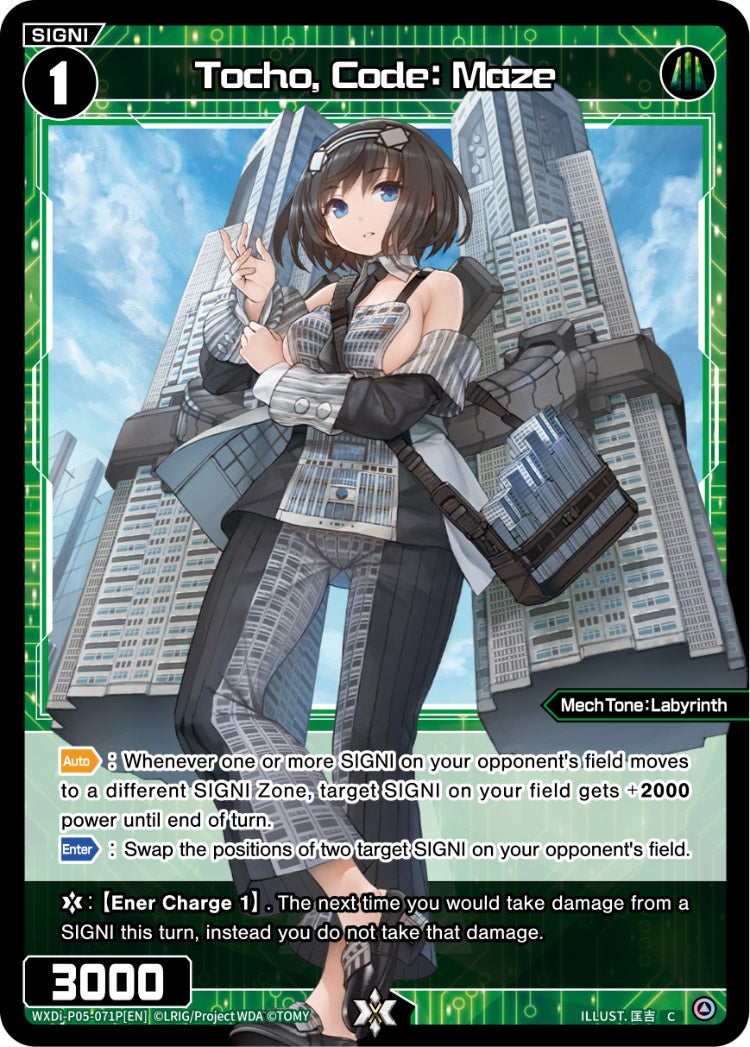 SIGNI
1
Tocho, Code: Maze
MechTone:Labyrinth
Auto : Whenever one or more SIGNI on your opponent's field moves
to a different SIGNI Zone, target SIGNI on your field gets +2000
power until end of turn.
Enter : Swap the positions of two target SIGNI on your opponent's field.
: 【Ener Charge 1】. The next time you would take damage from a
SIGNI this turn, instead you do not take that damage.
3000
WXDi-P05-071P[EN] ©LRIG/Project WDA ©TOMY
ILLUST. 匡吉 C